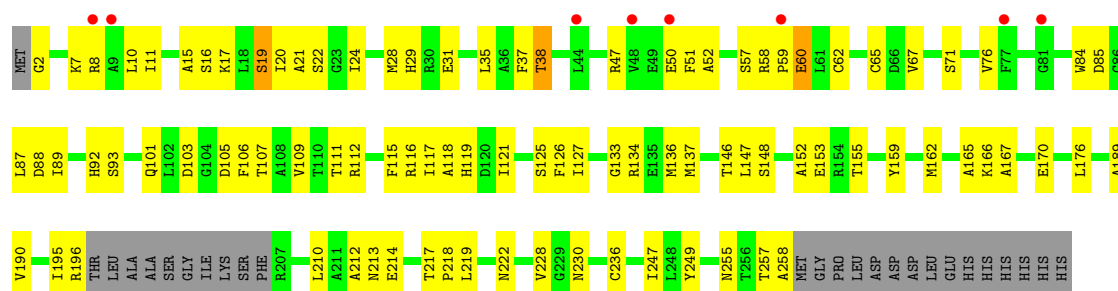 MET G2 K7 R8 A9 L10 I11 A15 S16 K17 L18 S19 I20 A21 S22 G23 I24 M28 H29 R30 E31 L35 A36 F37 T38 L44 R47 V48 E49 E50 F51 A52 S57 R58 P59 E60 L61 C62 C65 D66 V67 S71 V76 F77 G81 W84 D85 G86
L87 D88 I89 H92 S93 Q101 L102 D103 G104 D105 F106 T107 A108 V109 T110 T111 R112 F115 R116 I117 A118 H119 D120 I121 S125 F126 I127 G133 R134 E135 M136 M137 T146 L147 S148 A152 E153 R154 T155 Y159 M162 A165 K166 A167 E170 L176 A189
V190 I195 R196 THR LEU ALA ALA SER GLY ILE LYS SER PHE R207 L210 A211 A212 N213 E214 T217 P218 L219 N222 V228 G229 N230 C236 I247 L248 Y249 N255 T256 T257 A258 MET GLY PRO LEU ASP ASP ASP LEU GLU HIS HIS HIS HIS HIS HIS